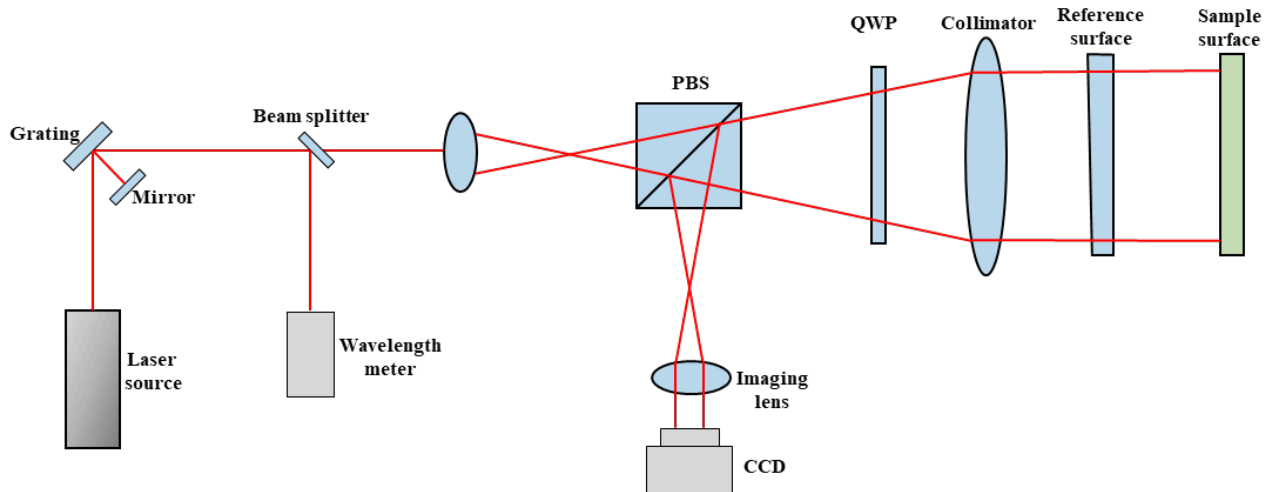 Grating
Mirror
Laser
source
Beam splitter
Wavelength
meter
PBS
QWP
Collimator
Reference
surface
Sample
surface
Imaging
lens
CCD